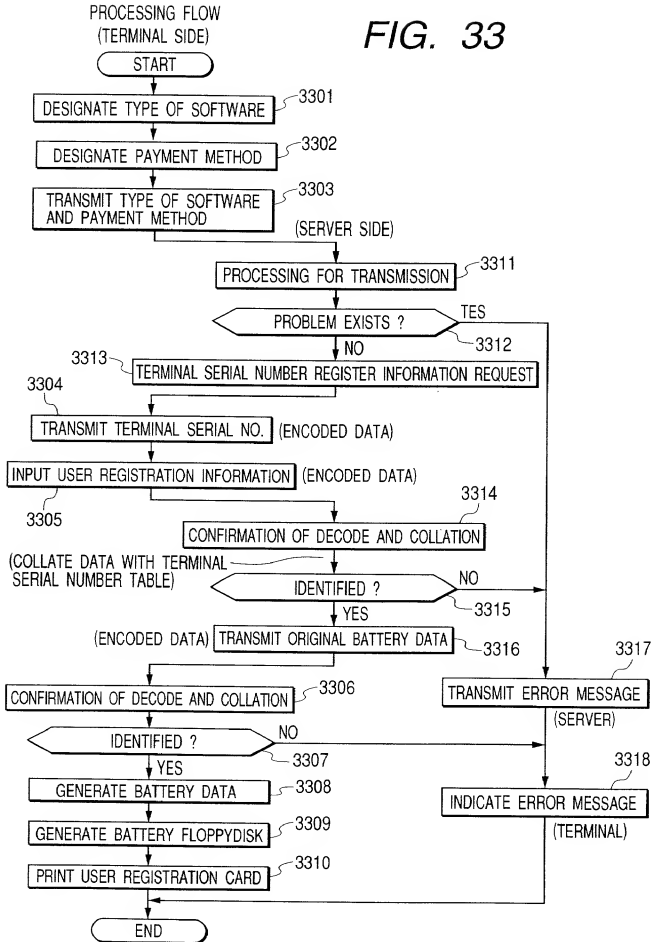 PROCESSING FLOW
(TERMINAL SIDE)
FIG. 33
START
DESIGNATE TYPE OF SOFTWARE
3301
DESIGNATE PAYMENT METHOD
3302
TRANSMIT TYPE OF SOFTWARE
AND PAYMENT METHOD
3303
(SERVER SIDE)
PROCESSING FOR TRANSMISSION
3311
PROBLEM EXISTS ?
TES
3312
NO
3313
TERMINAL SERIAL NUMBER REGISTER INFORMATION REQUEST
3304
TRANSMIT TERMINAL SERIAL NO.
(ENCODED DATA)
INPUT USER REGISTRATION INFORMATION
(ENCODED DATA)
3305
3314
CONFIRMATION OF DECODE AND COLLATION
(COLLATE DATA WITH TERMINAL
SERIAL NUMBER TABLE)
IDENTIFIED ?
NO
3315
YES
(ENCODED DATA)
TRANSMIT ORIGINAL BATTERY DATA
3316
3317
CONFIRMATION OF DECODE AND COLLATION
3306
TRANSMIT ERROR MESSAGE
(SERVER)
IDENTIFIED ?
NO
3307
YES
3318
GENERATE BATTERY DATA
3308
INDICATE ERROR MESSAGE
(TERMINAL)
GENERATE BATTERY FLOPPYDISK
3309
PRINT USER REGISTRATION CARD
3310
END